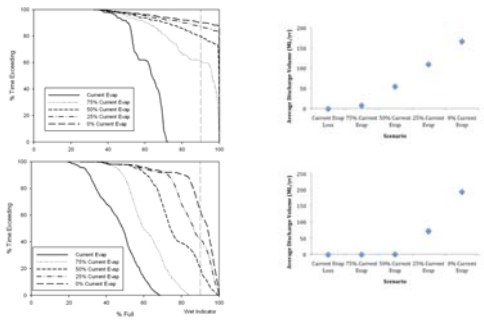 % Time Exceeding
100
80
60
40
20
0
Current Evap
75% Current Evap
50% Current Evap
25% Current Evap
0% Current Evap
0 20 40 60 80 100
% Time Exceeding
100
80
60
40
20
0
Current Evap
75% Current Evap
50% Current Evap
25% Current Evap
0% Current Evap
0 20 40 60 80 100
% Full
Wet Indicator
Average Discharge Volume (ML/yr)
200
150
100
50
0
Current Evap Loss
75% Current Evap
50% Current Evap
25% Current Evap
0% Current Evap
Scenario
Average Discharge Volume (ML/yr)
250
200
150
100
50
0
Current Evap Loss
75% Current Evap
50% Current Evap
25% Current Evap
0% Current Evap
Scenario